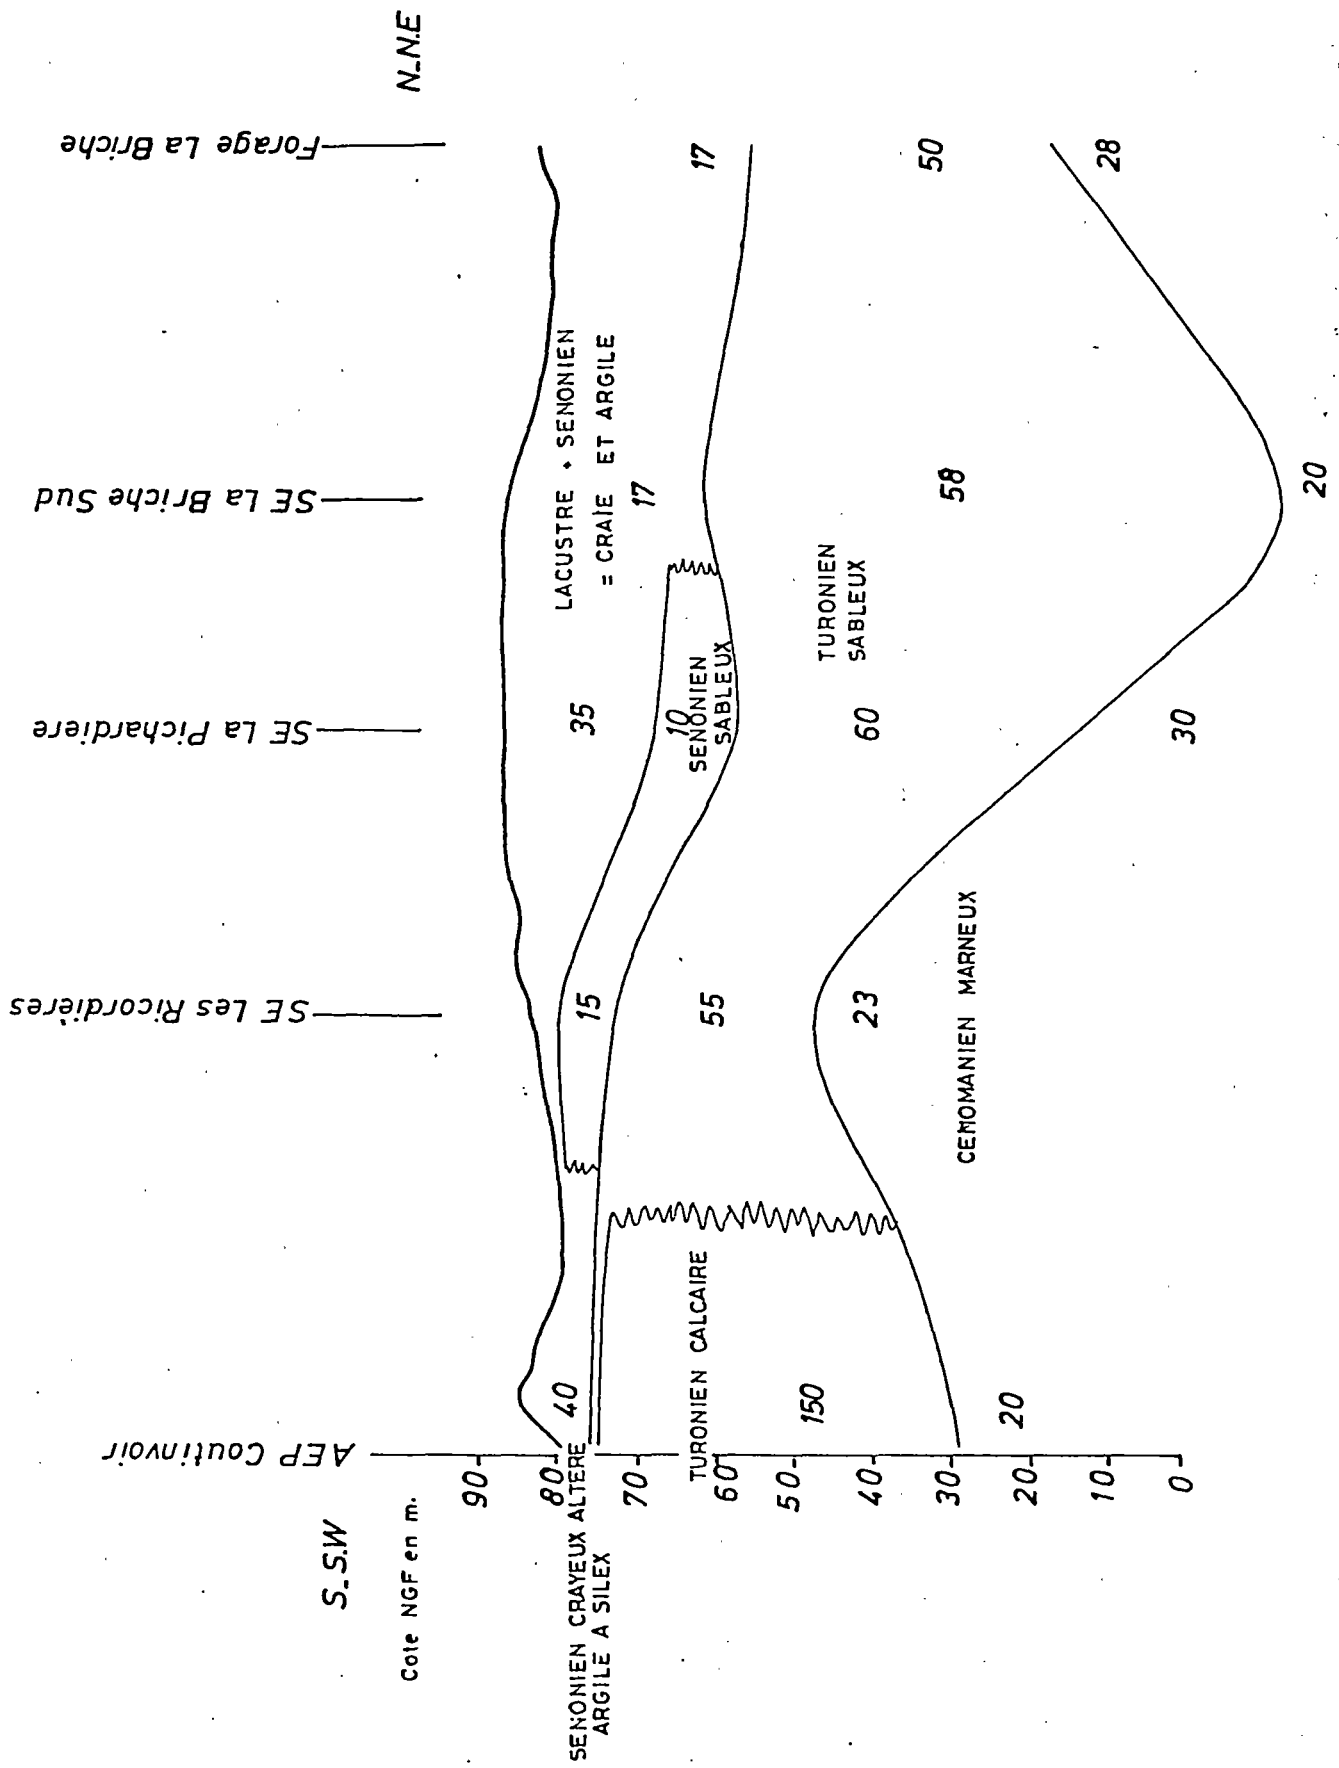 S_S.W
N_N.E
AEP Coutinvoir
SE Les Ricordières
SE La Pichardiere
SE La Briche Sud
Forage La Briche
Cote NGF en m.
90
80
70
60
50
40
30
20
10
0
SENONIEN CRAYEUX ALTERE
ARGILE A SILEX
40
TURONIEN CALCAIRE
150
20
15
55
23
CENOMANIEN MARNEUX
35
10
SENONIEN
SABLEUX
60
30
TURONIEN
SABLEUX
LACUSTRE + SENONIEN
= CRAIE ET ARGILE
17
58
20
17
50
28